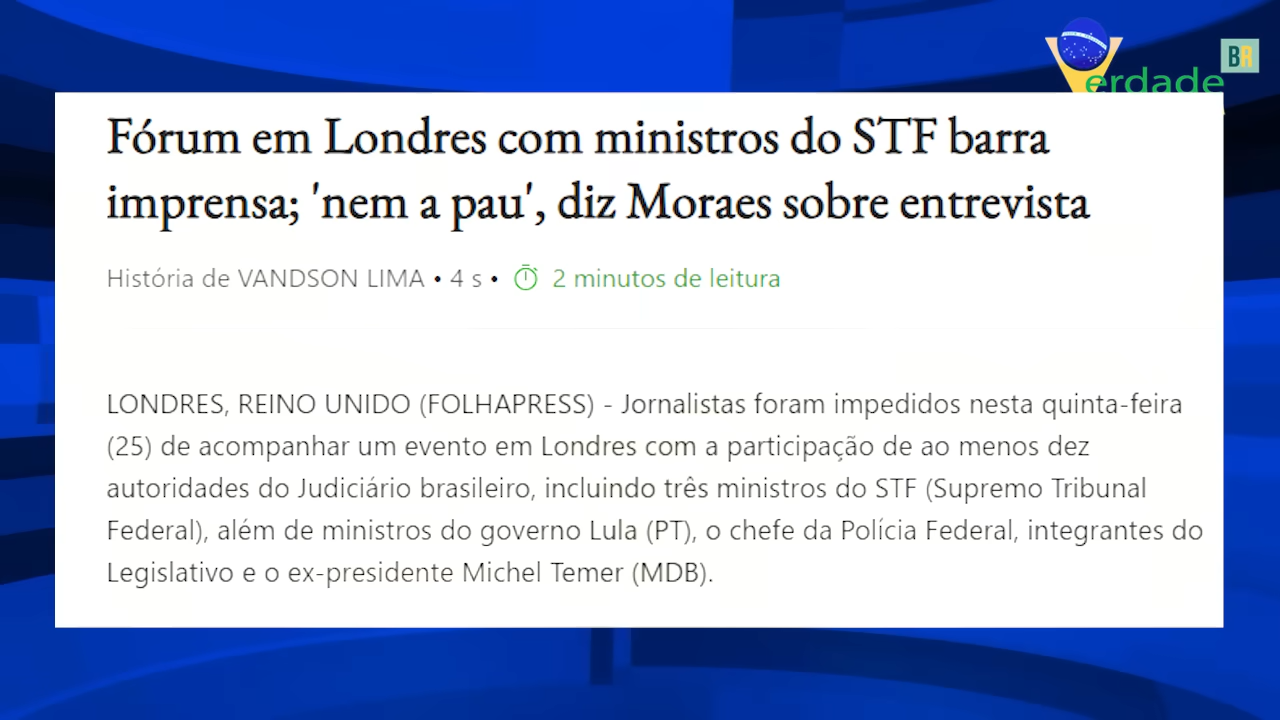 BR
erdade
Fórum em Londres com ministros do STF barra
imprensa; 'nem a pau', diz Moraes sobre entrevista
História de VANDSON LIMA • 4 s • 2 minutos de leitura
LONDRES, REINO UNIDO (FOLHAPRESS) - Jornalistas foram impedidos nesta quinta-feira
(25) de acompanhar um evento em Londres com a participação de ao menos dez
autoridades do Judiciário brasileiro, incluindo três ministros do STF (Supremo Tribunal
Federal), além de ministros do governo Lula (PT), o chefe da Polícia Federal, integrantes do
Legislativo e o ex-presidente Michel Temer (MDB).